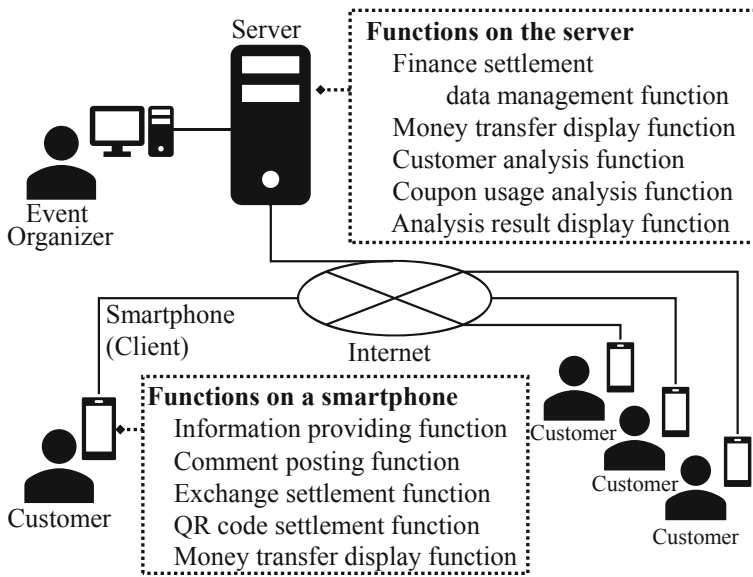 Server
Functions on the server
Finance settlement
data management function
Money transfer display function
Customer analysis function
Coupon usage analysis function
Analysis result display function
Event
Organizer
Smartphone
(Client)
Internet
Functions on a smartphone
Information providing function
Comment posting function
Exchange settlement function
QR code settlement function
Money transfer display function
Customer
Customer
Customer
Customer